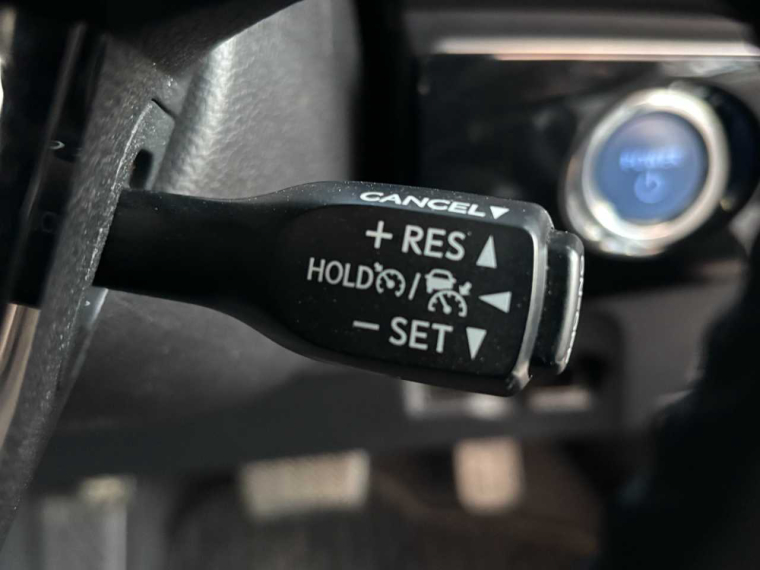 CANCEL▼
+ RES ▲
HOLD / ◀
− SET ▼
POWER